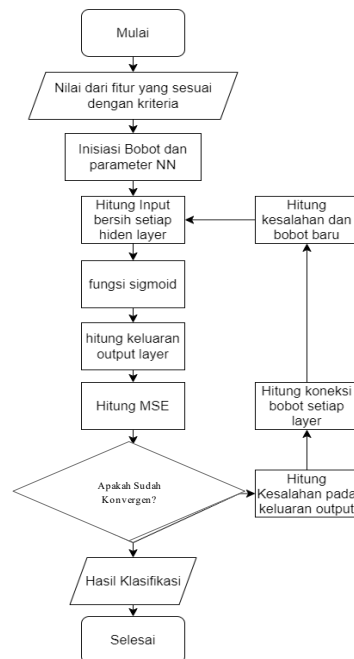 Mulai
Nilai dari fitur yang sesuai
dengan kriteria
Inisiasi Bobot dan
parameter NN
Hitung Input
bersih setiap
hiden layer
fungsi sigmoid
hitung keluaran
output layer
Hitung MSE
Apakah Sudah
Konvergen?
Hitung
Kesalahan pada
keluaran output
Hitung koneksi
bobot setiap
layer
Hitung
kesalahan dan
bobot baru
Hasil Klasifikasi
Selesai